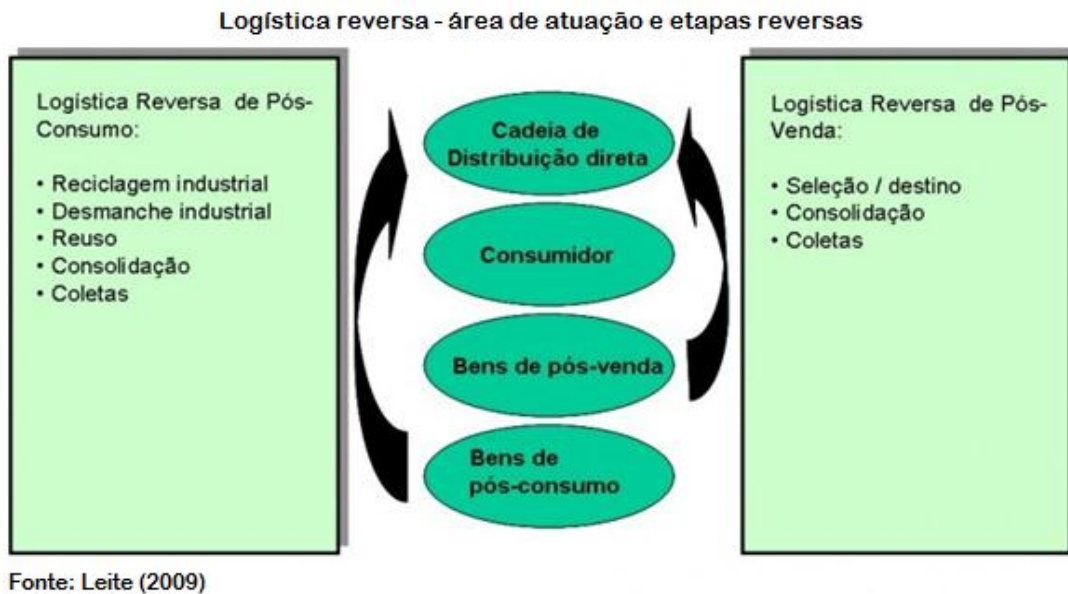 Logística reversa - área de atuação e etapas reversas
Logística Reversa de Pós-
Consumo:
• Reciclagem industrial
• Desmanche industrial
• Reuso
• Consolidação
• Coletas
Cadeia de
Distribuição direta
Consumidor
Bens de pós-venda
Bens de
pós-consumo
Logística Reversa de Pós-
Venda:
• Seleção / destino
• Consolidação
• Coletas
Fonte: Leite (2009)